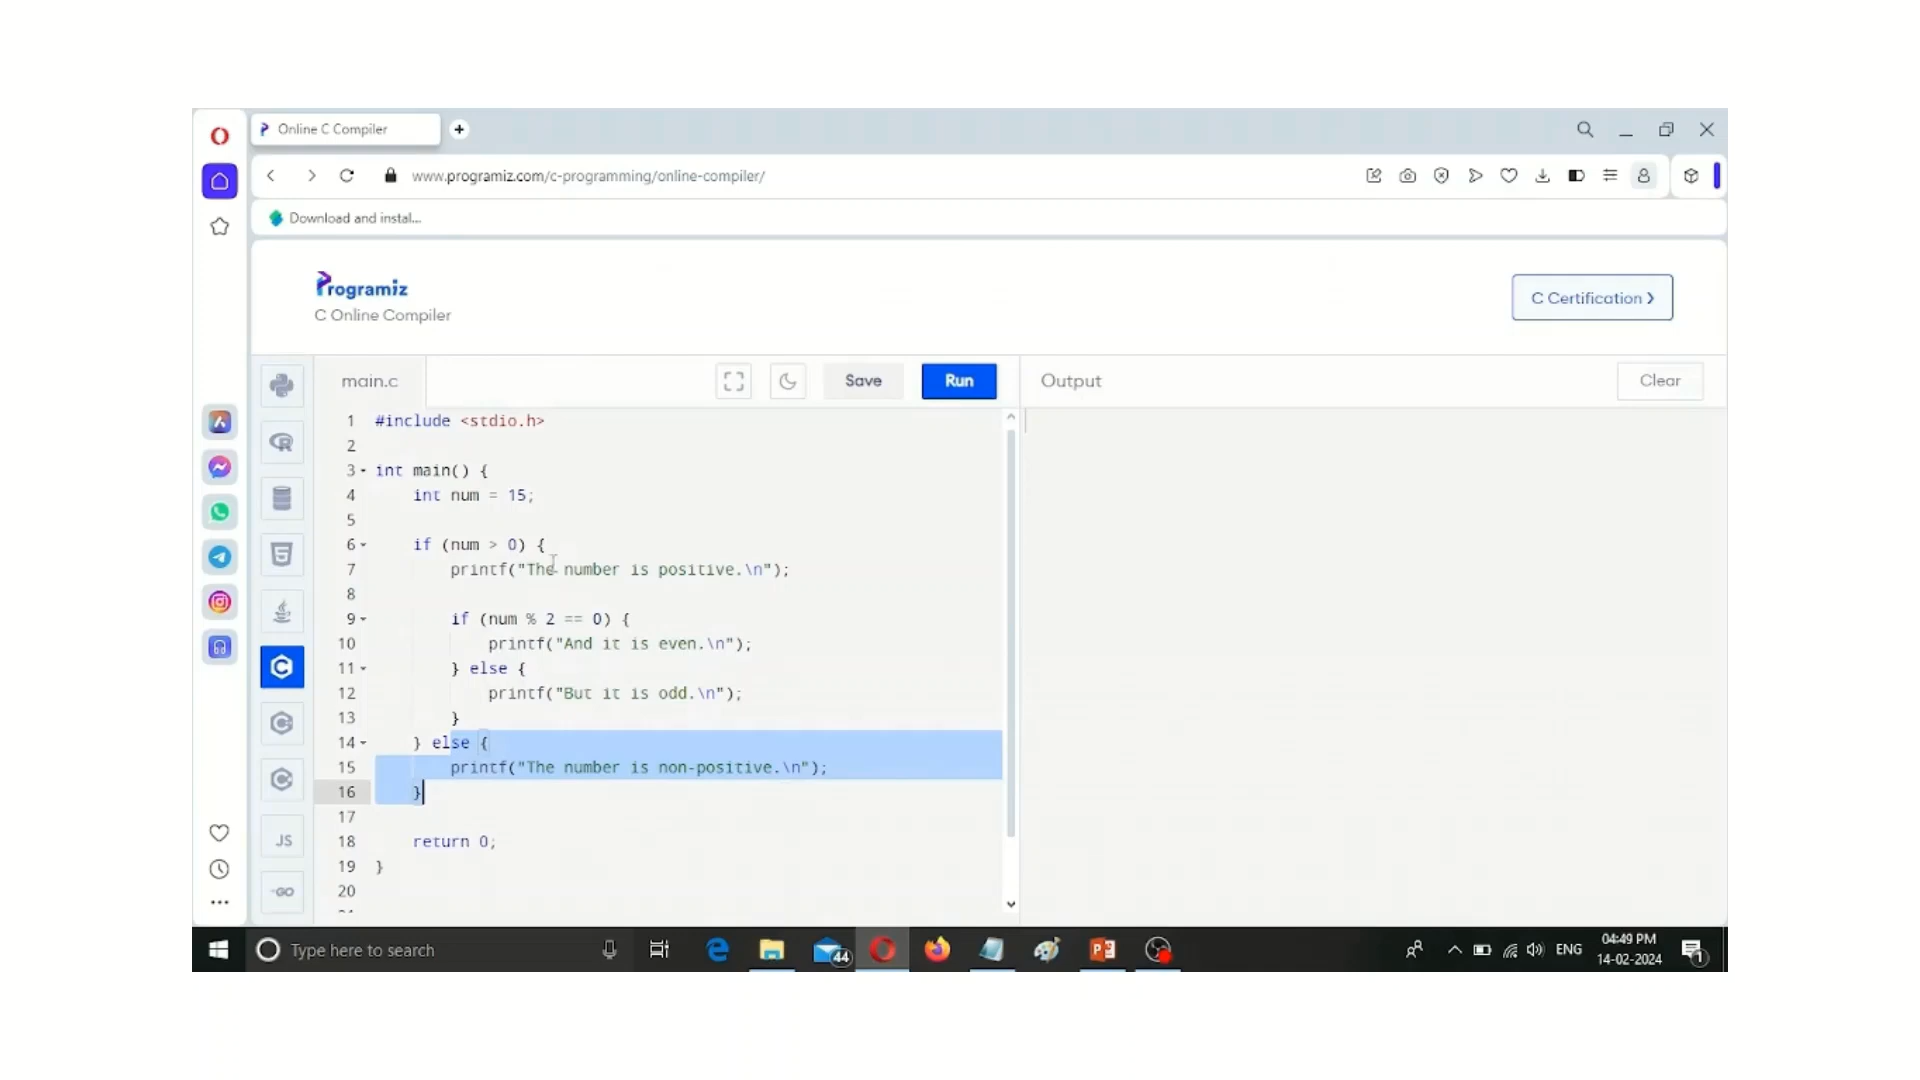 Online C Compiler
www.programiz.com/c-programming/online-compiler/
Download and instal...
Programiz
C Online Compiler
C Certification ❯
main.c
Save
Run
Output
Clear
1 #include <stdio.h>
2
3 int main() {
4     int num = 15;
5
6     if (num > 0) {
7         printf("The number is positive.\n");
8
9         if (num % 2 == 0) {
10             printf("And it is even.\n");
11         } else {
12             printf("But it is odd.\n");
13         }
14     } else {
15         printf("The number is non-positive.\n");
16     }
17
18     return 0;
19 }
20
JS
GO
Type here to search
44
ENG
04:49 PM
14-02-2024
1